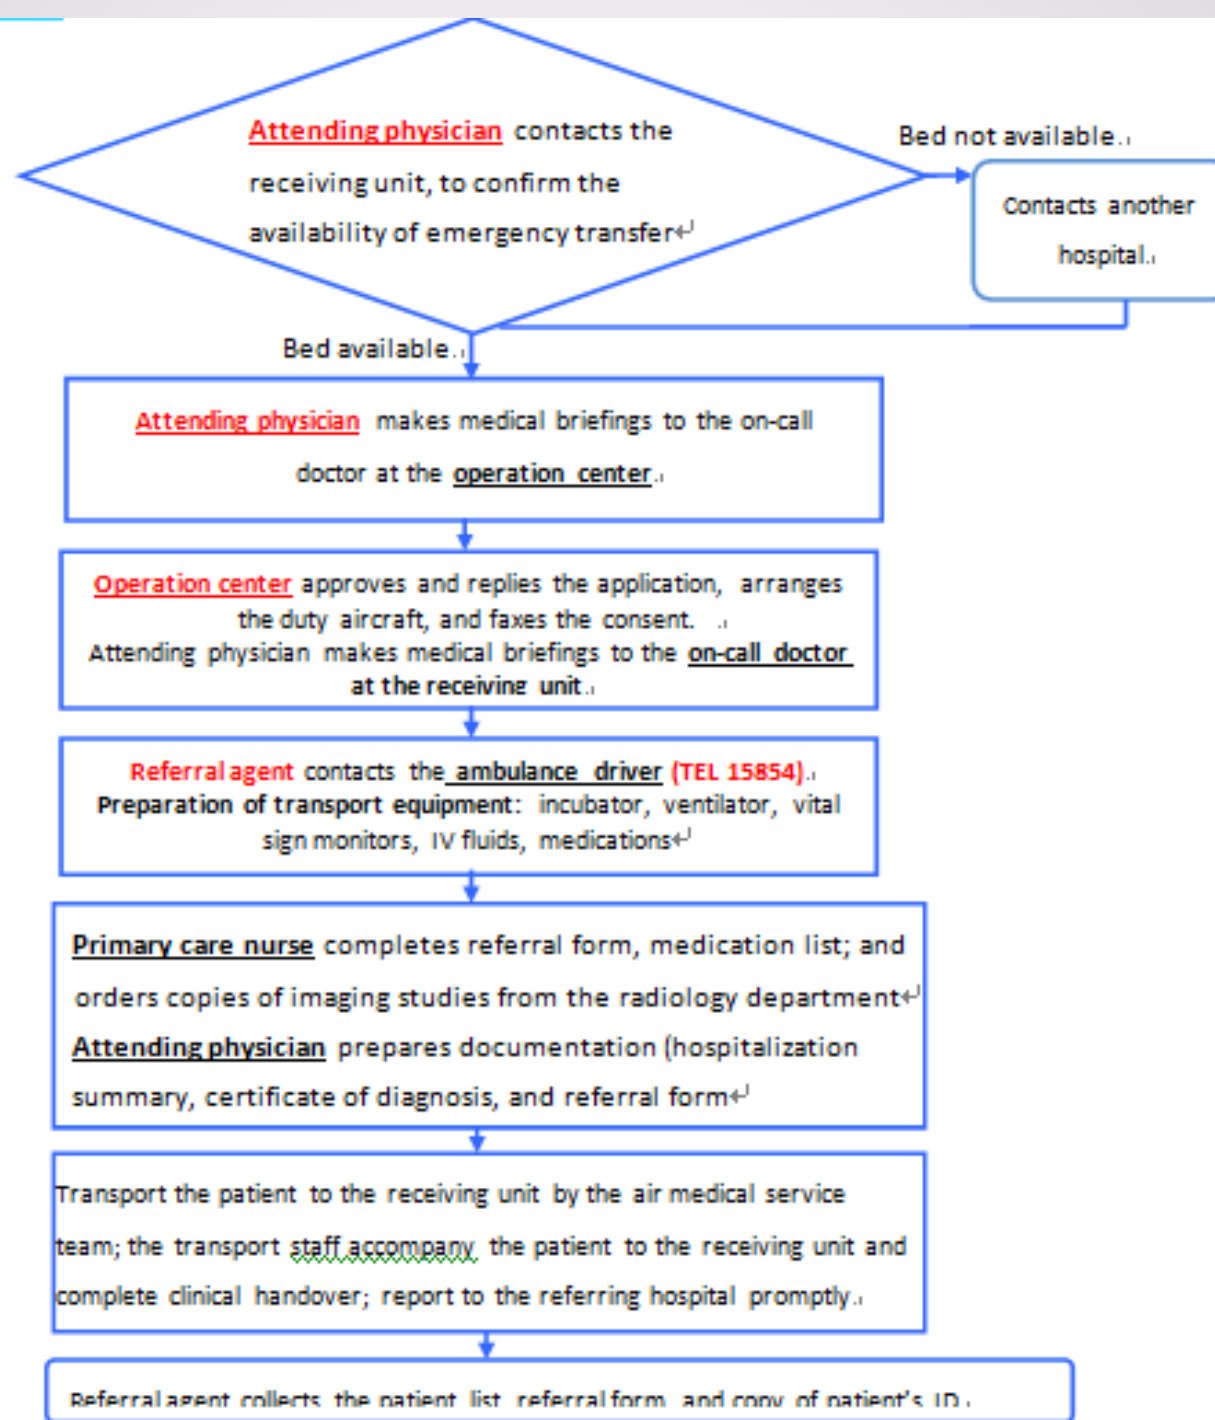 Attending physician contacts the
receiving unit, to confirm the
availability of emergency transfer
Bed not available.
Contacts another
hospital.
Bed available.
Attending physician makes medical briefings to the on-call
doctor at the operation center.
Operation center approves and replies the application, arranges
the duty aircraft, and faxes the consent. .
Attending physician makes medical briefings to the on-call doctor
at the receiving unit.
Referral agent contacts the ambulance driver (TEL 15854).
Preparation of transport equipment: incubator, ventilator, vital
sign monitors, IV fluids, medications
Primary care nurse completes referral form, medication list; and
orders copies of imaging studies from the radiology department
Attending physician prepares documentation (hospitalization
summary, certificate of diagnosis, and referral form
Transport the patient to the receiving unit by the air medical service
team; the transport staff accompany the patient to the receiving unit and
complete clinical handover; report to the referring hospital promptly.
Referral agent collects the patient list, referral form, and copy of patient's ID.